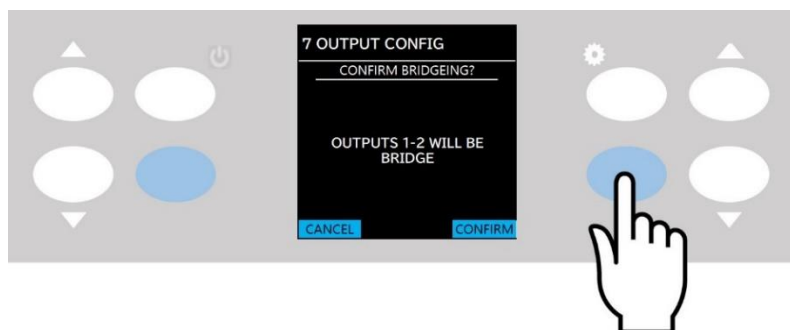 7 OUTPUT CONFIG
CONFIRM BRIDGEING?
OUTPUTS 1-2 WILL BE
BRIDGE
CANCEL
CONFIRM